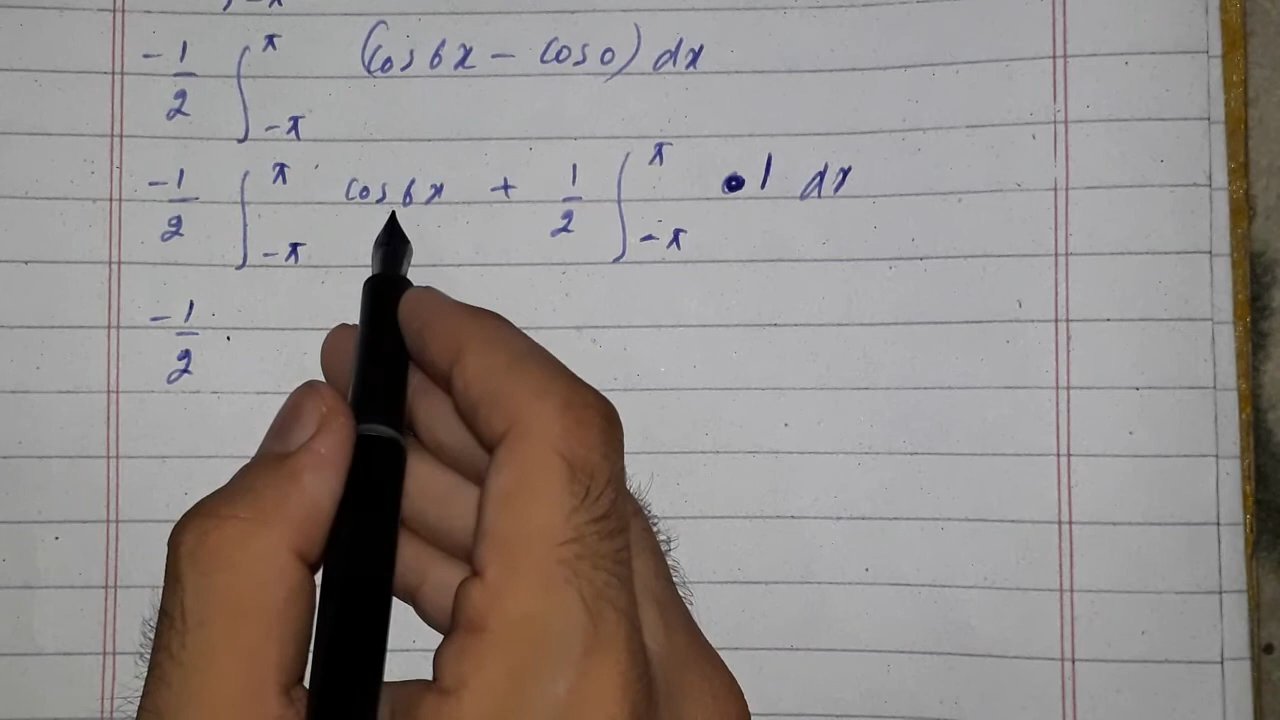 -1/2 ∫_{-π}^{π} (cos 6x - cos 0) dx
-1/2 ∫_{-π}^{π} cos 6x + 1/2 ∫_{-π}^{π} 1 dx
-1/2